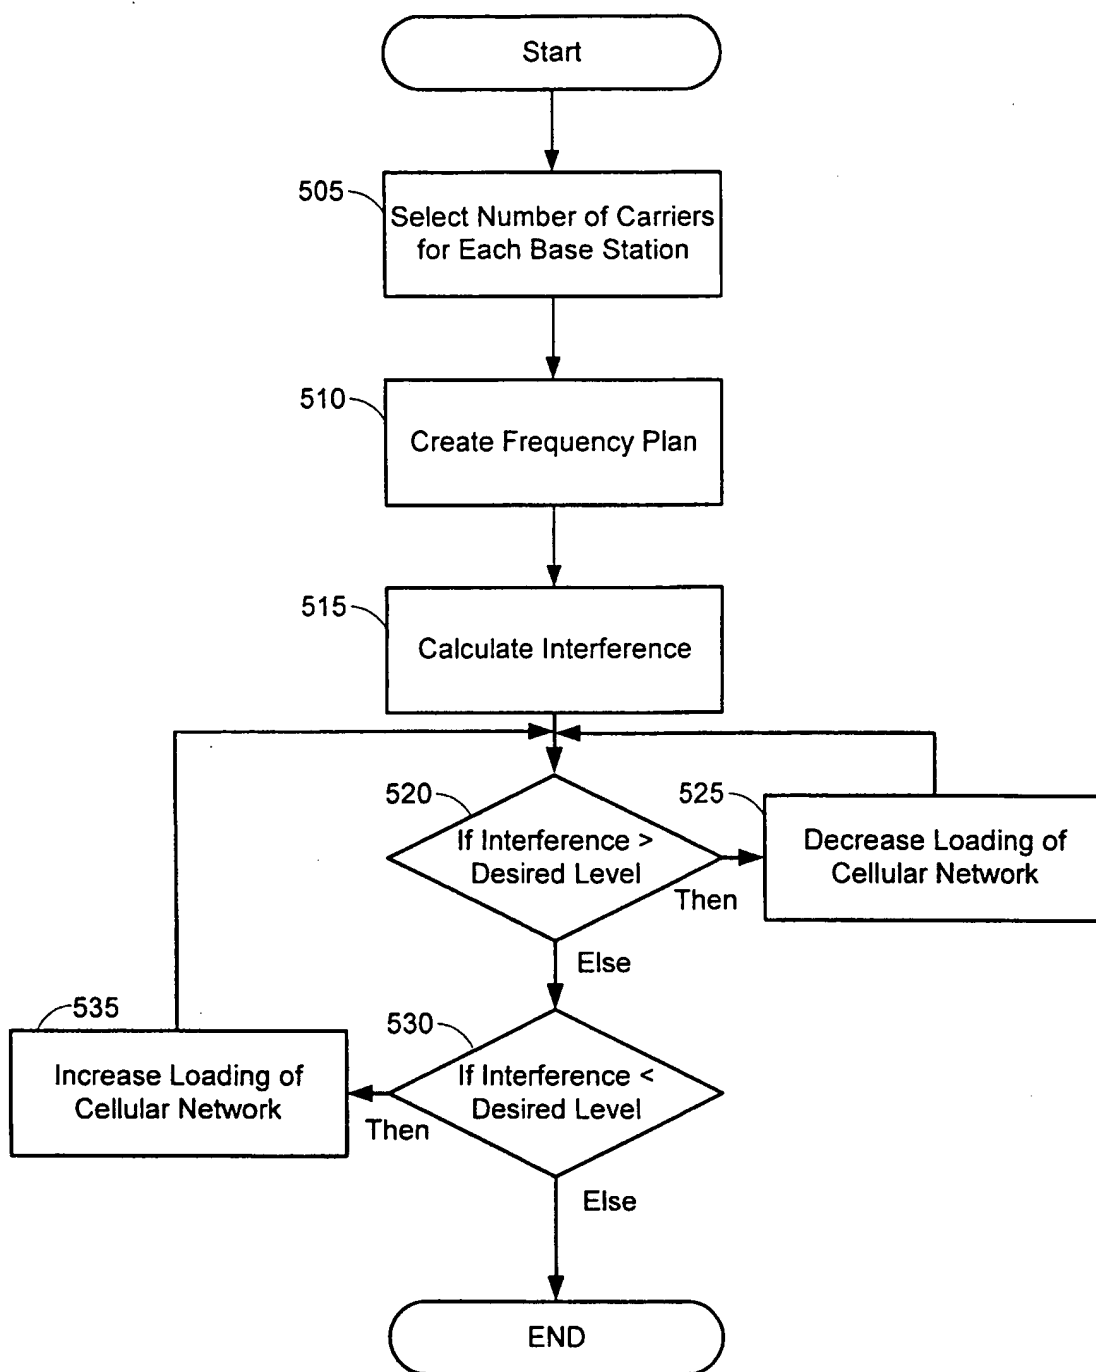 Start
505
Select Number of Carriers
for Each Base Station
510
Create Frequency Plan
515
Calculate Interference
520
If Interference >
Desired Level
Then
525
Decrease Loading of
Cellular Network
Else
530
If Interference <
Desired Level
Then
535
Increase Loading of
Cellular Network
Else
END